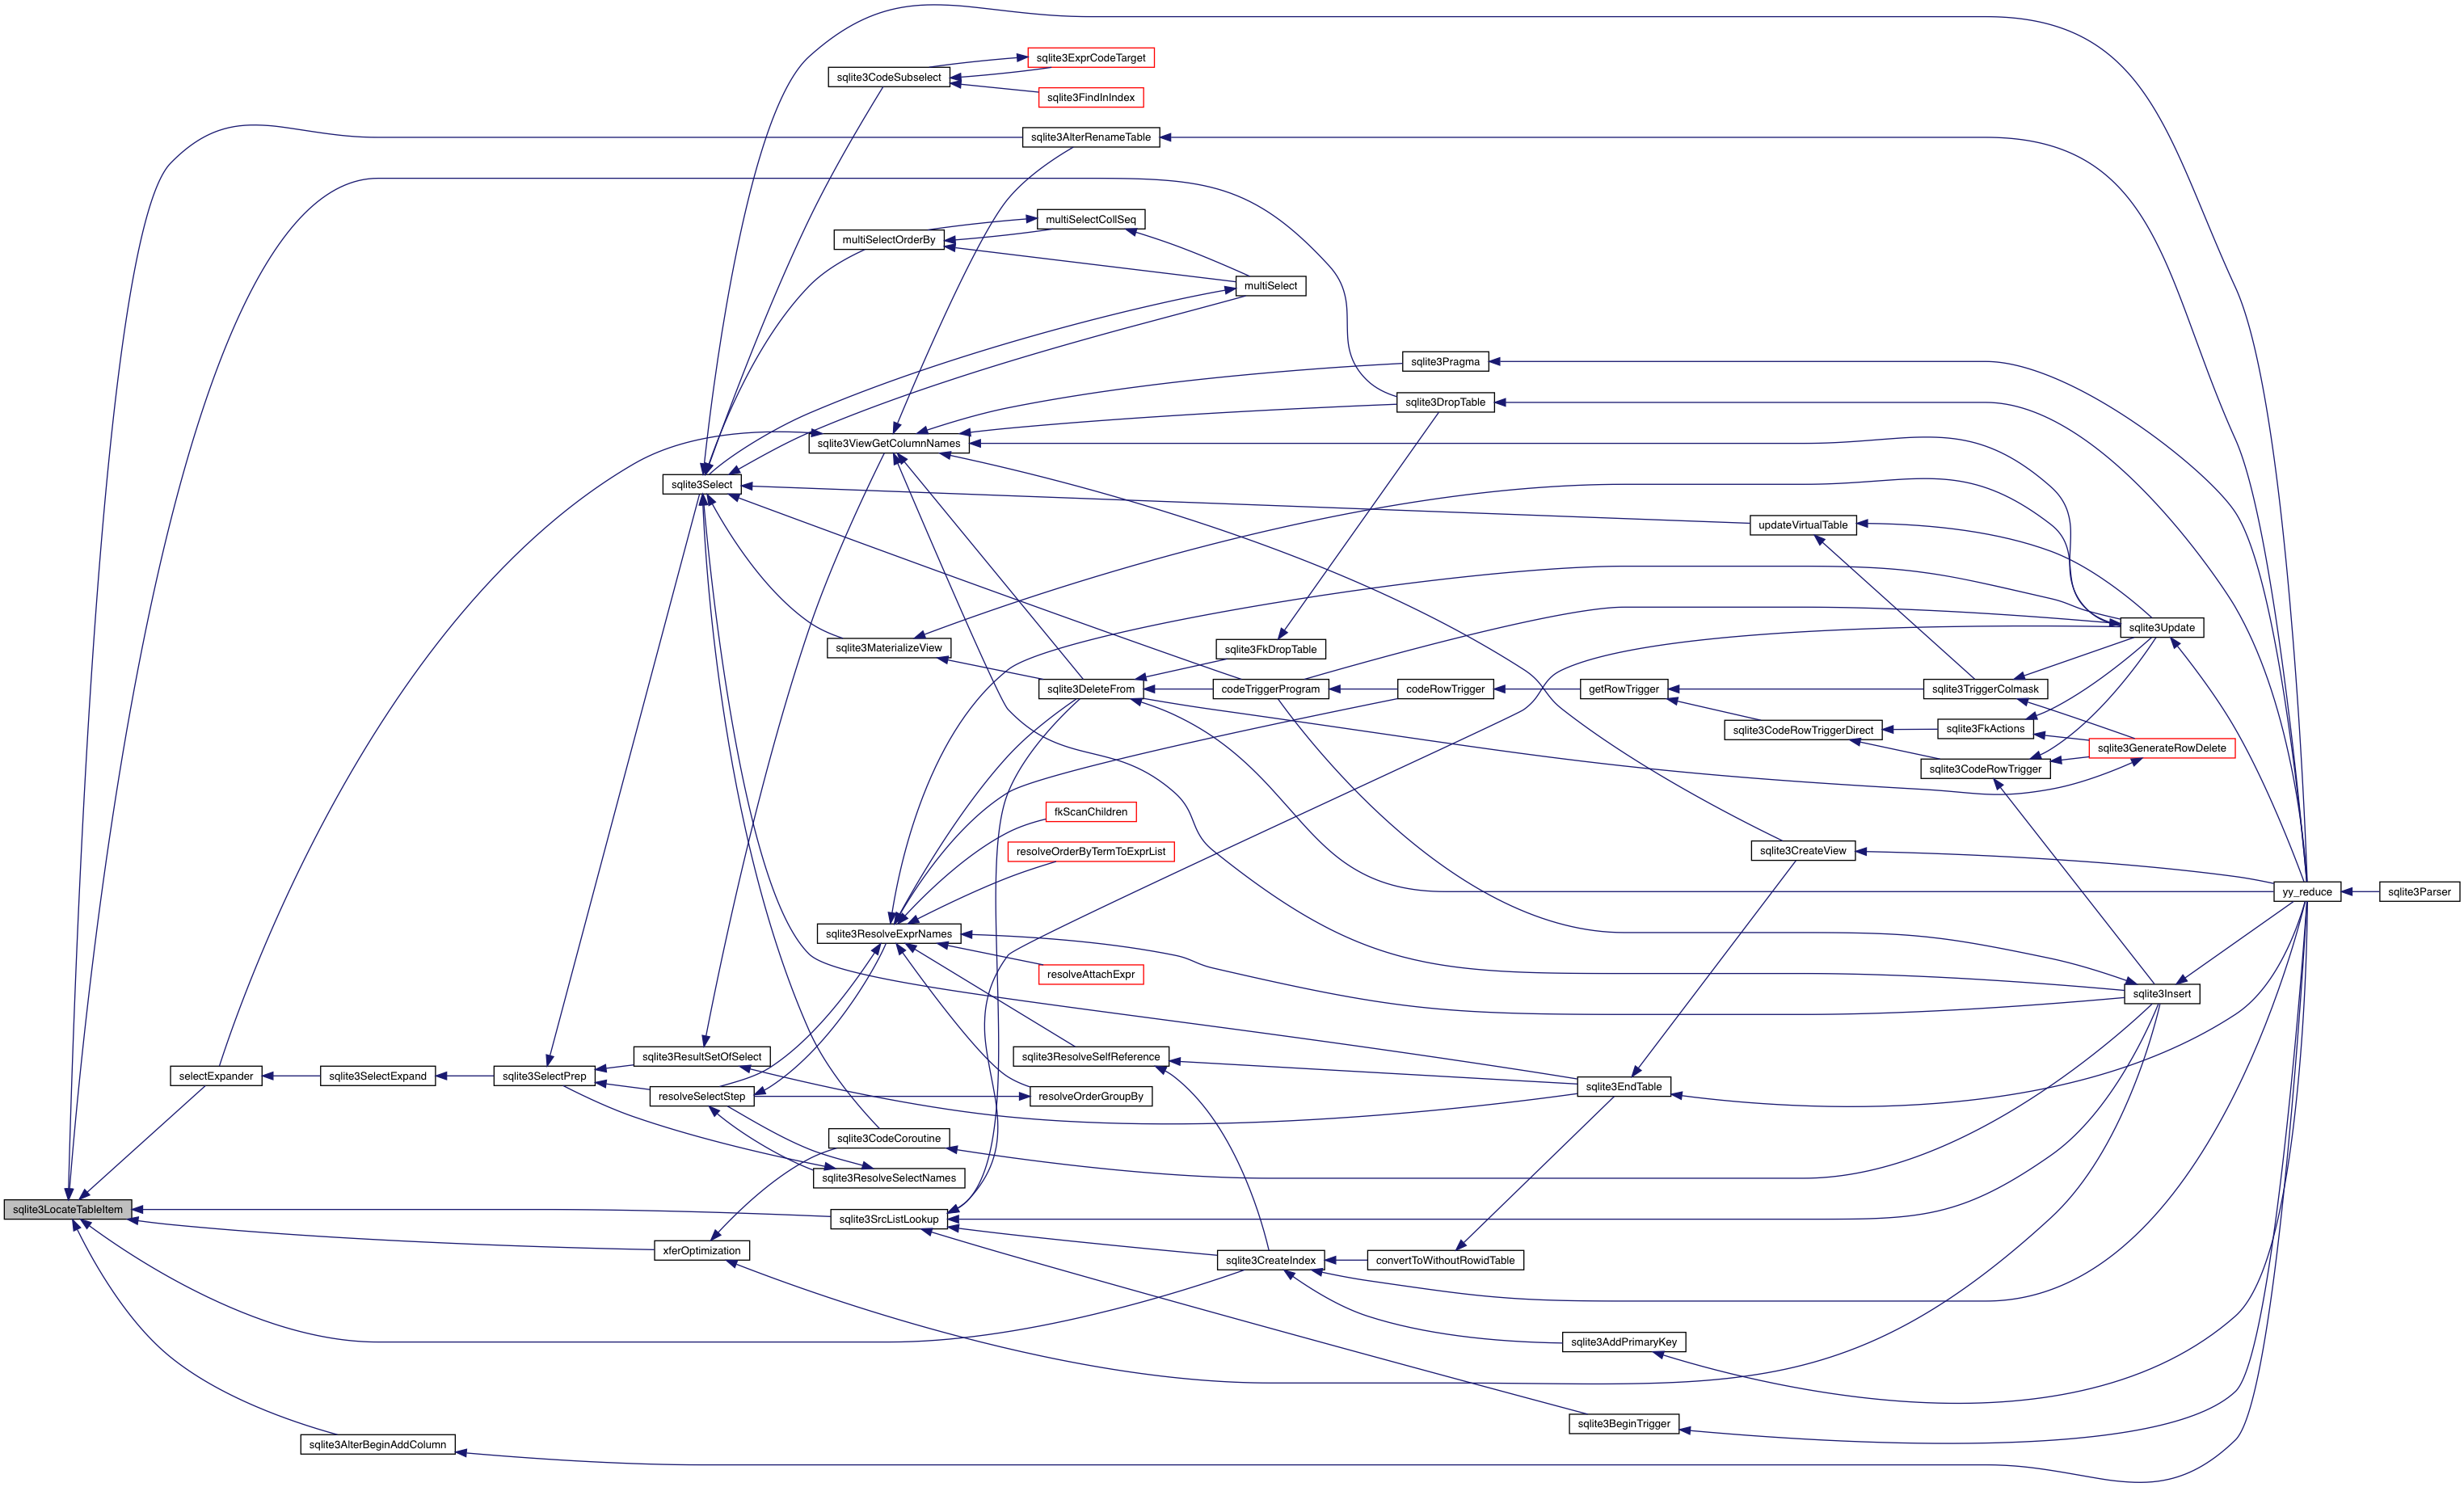 sqlite3ExprCodeTarget
sqlite3CodeSubselect
sqlite3FindInIndex
sqlite3AlterRenameTable
multiSelectCollSeq
multiSelectOrderBy
multiSelect
sqlite3Pragma
sqlite3DropTable
sqlite3ViewGetColumnNames
sqlite3Select
updateVirtualTable
sqlite3Update
sqlite3MaterializeView
sqlite3FkDropTable
sqlite3DeleteFrom
codeTriggerProgram
codeRowTrigger
getRowTrigger
sqlite3TriggerColmask
sqlite3CodeRowTriggerDirect
sqlite3FkActions
sqlite3GenerateRowDelete
sqlite3CodeRowTrigger
fkScanChildren
resolveOrderByTermToExprList
sqlite3CreateView
yy_reduce
sqlite3Parser
sqlite3ResolveExprNames
resolveAttachExpr
sqlite3Insert
sqlite3ResultSetOfSelect
sqlite3ResolveSelfReference
selectExpander
sqlite3SelectExpand
sqlite3SelectPrep
sqlite3EndTable
resolveSelectStep
resolveOrderGroupBy
sqlite3CodeCoroutine
sqlite3ResolveSelectNames
sqlite3LocateTableItem
sqlite3SrcListLookup
xferOptimization
sqlite3CreateIndex
convertToWithoutRowidTable
sqlite3AddPrimaryKey
sqlite3BeginTrigger
sqlite3AlterBeginAddColumn